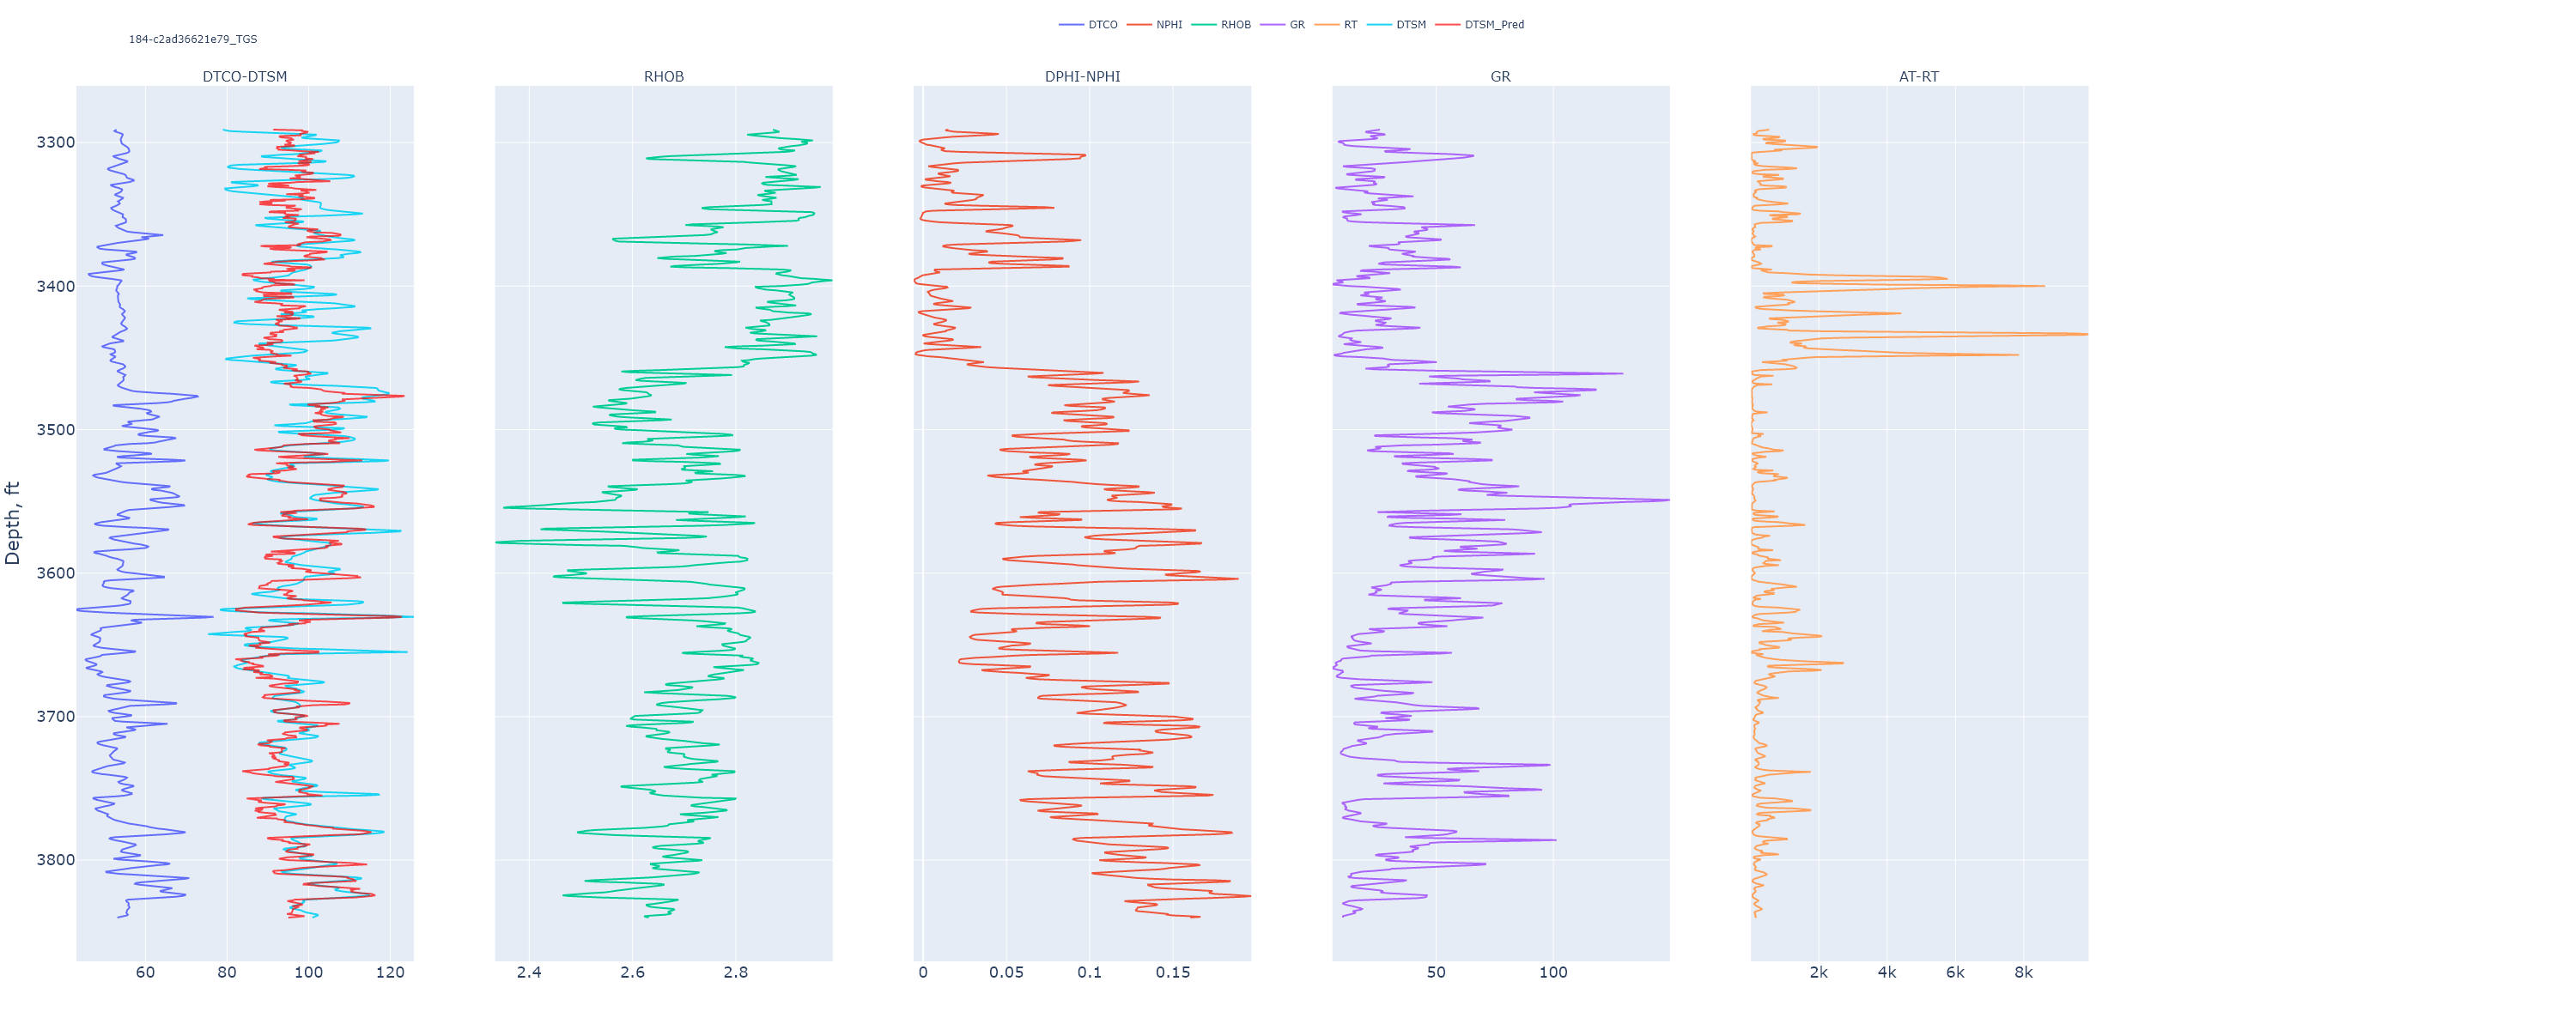 DTCO NPHI RHOB GR RT DTSM DTSM_Pred
184-c2ad36621e79_TGS
DTCO-DTSM RHOB DPHI-NPHI GR AT-RT
Depth, ft
3300
3400
3500
3600
3700
3800
60 80 100 120 2.4 2.6 2.8 0 0.05 0.1 0.15 50 100 2k 4k 6k 8k